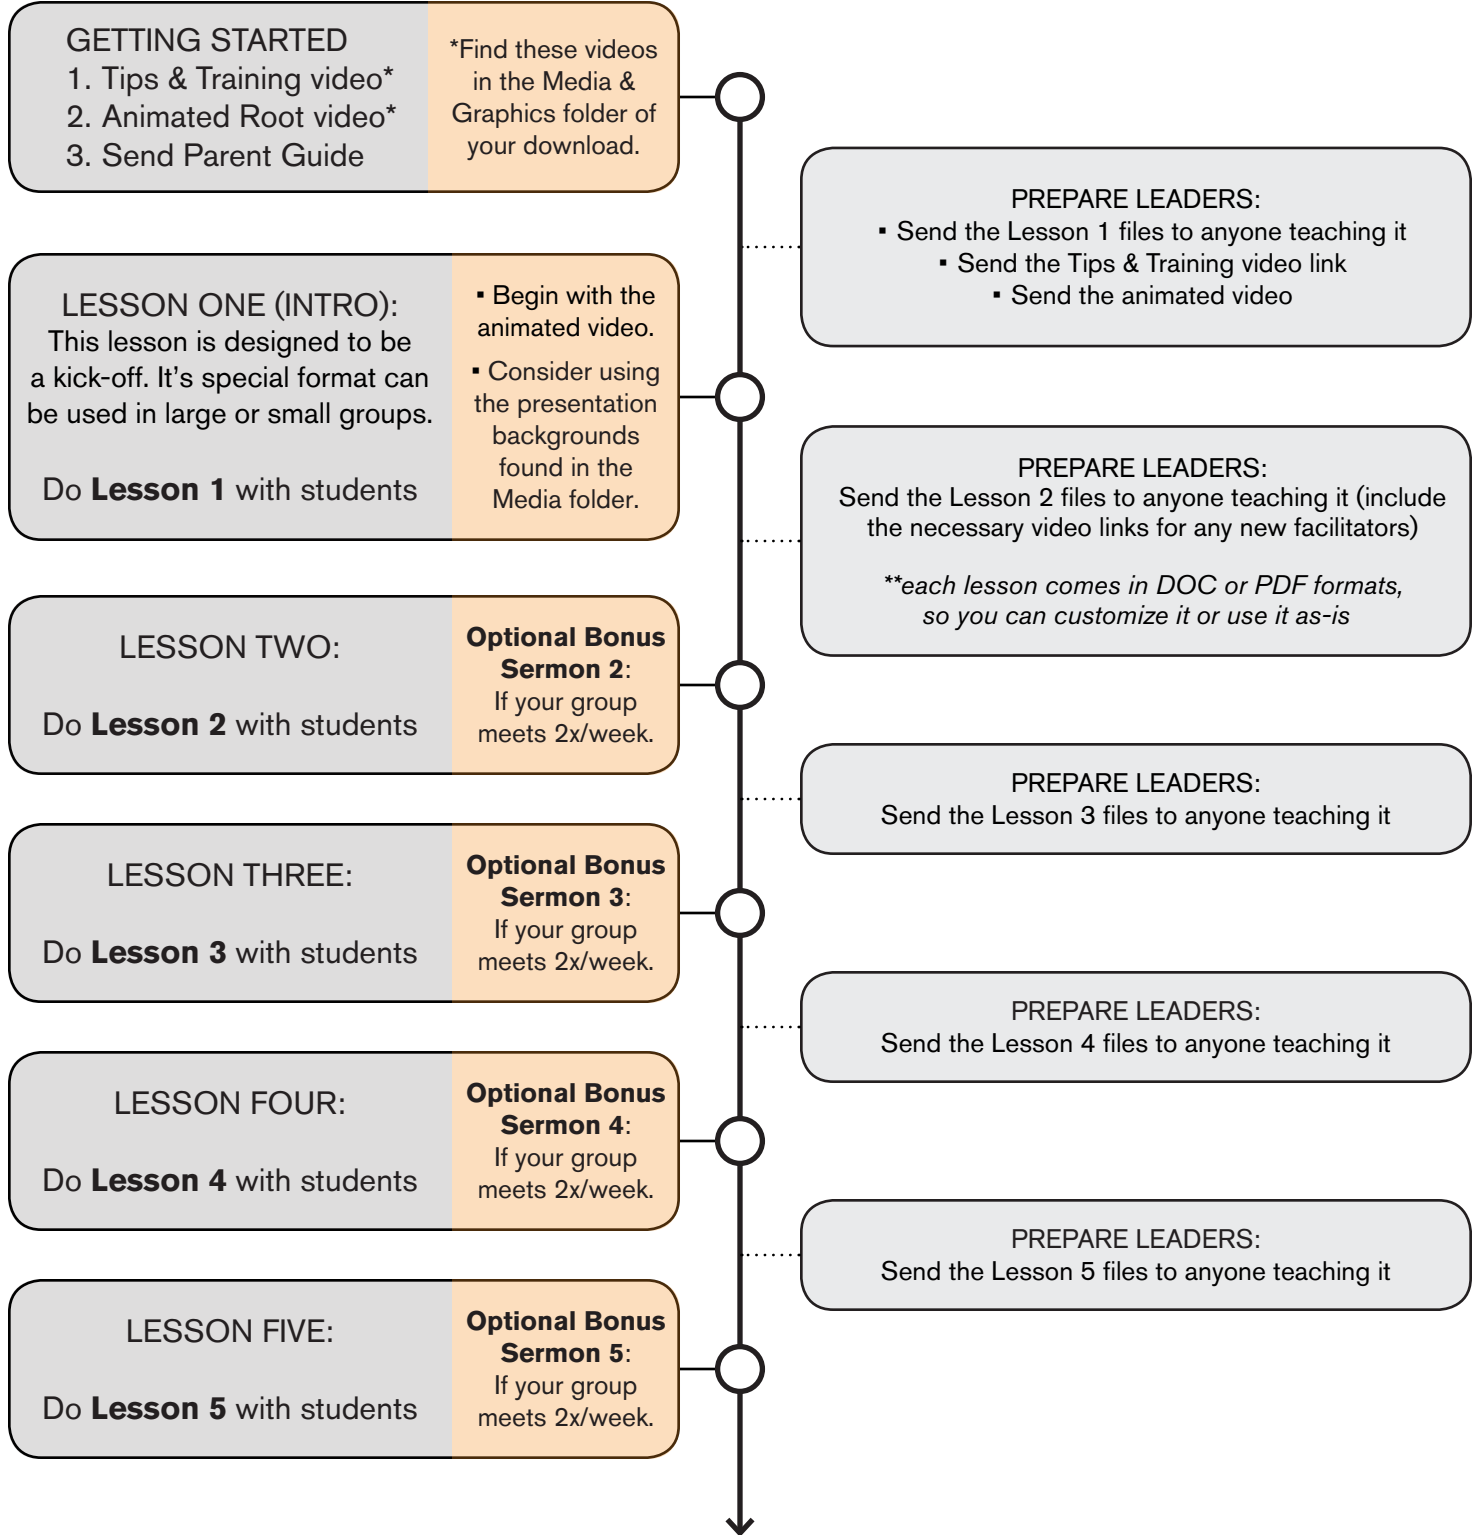 GETTING STARTED
1. Tips & Training video*
2. Animated Root video*
3. Send Parent Guide
*Find these videos
in the Media &
Graphics folder of
your download.
PREPARE LEADERS:
▪ Send the Lesson 1 files to anyone teaching it
▪ Send the Tips & Training video link
▪ Send the animated video
LESSON ONE (INTRO):
This lesson is designed to be
a kick-off. It's special format can
be used in large or small groups.
Do Lesson 1 with students
▪ Begin with the
animated video.
▪ Consider using
the presentation
backgrounds
found in the
Media folder.
PREPARE LEADERS:
Send the Lesson 2 files to anyone teaching it (include
the necessary video links for any new facilitators)
**each lesson comes in DOC or PDF formats,
so you can customize it or use it as-is
LESSON TWO:
Do Lesson 2 with students
Optional Bonus
Sermon 2:
If your group
meets 2x/week.
PREPARE LEADERS:
Send the Lesson 3 files to anyone teaching it
LESSON THREE:
Do Lesson 3 with students
Optional Bonus
Sermon 3:
If your group
meets 2x/week.
PREPARE LEADERS:
Send the Lesson 4 files to anyone teaching it
LESSON FOUR:
Do Lesson 4 with students
Optional Bonus
Sermon 4:
If your group
meets 2x/week.
PREPARE LEADERS:
Send the Lesson 5 files to anyone teaching it
LESSON FIVE:
Do Lesson 5 with students
Optional Bonus
Sermon 5:
If your group
meets 2x/week.